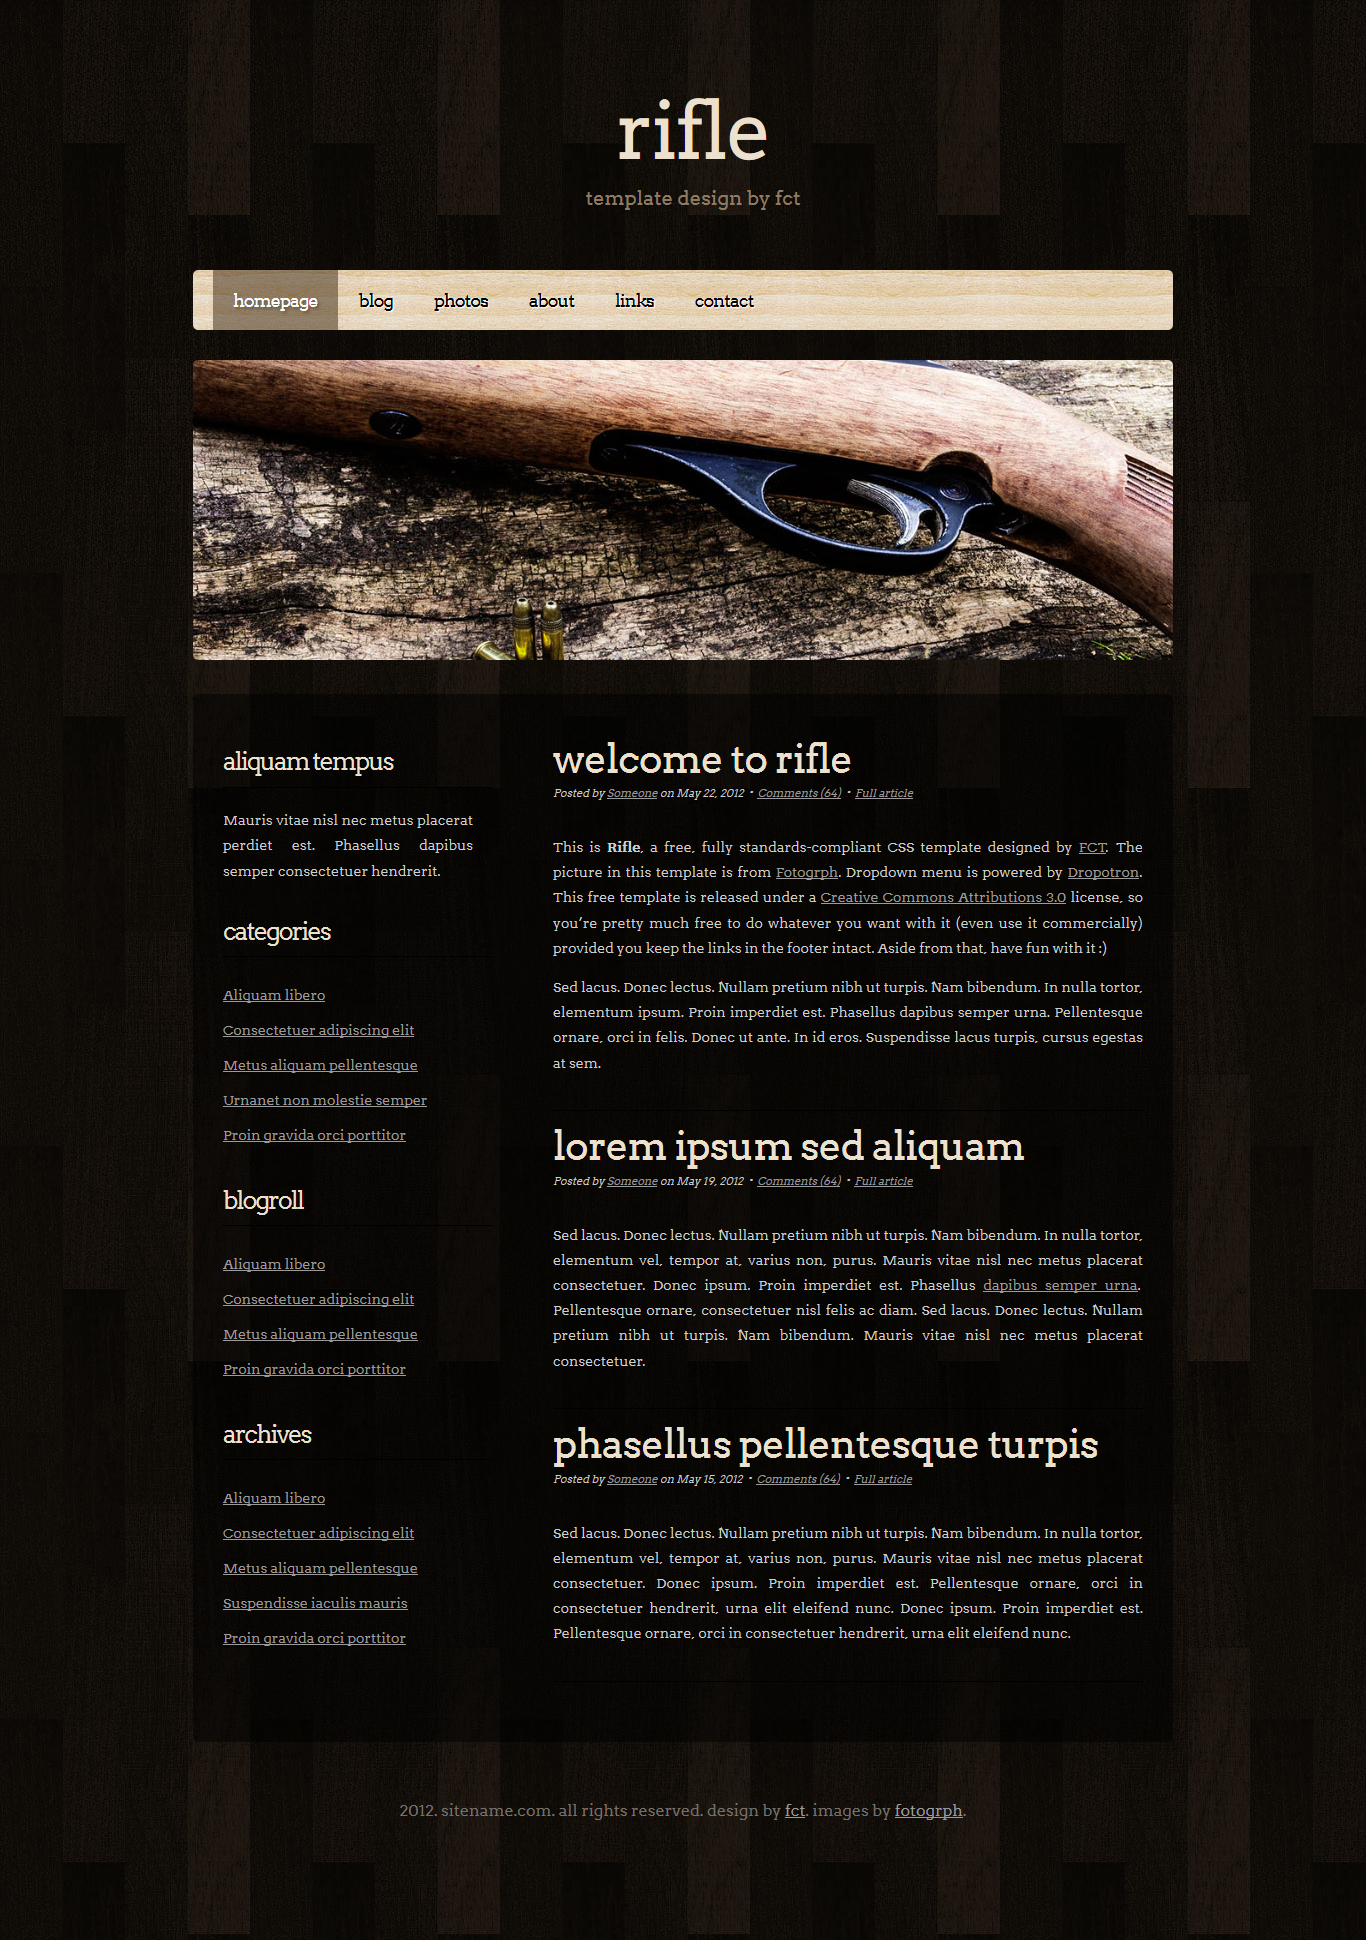 rifle
template design by fct
homepage blog photos about links contact
aliquam tempus
Mauris vitae nisl nec metus placerat
perdiet est. Phasellus dapibus
semper consectetuer hendrerit.
categories
Aliquam libero
Consectetuer adipiscing elit
Metus aliquam pellentesque
Urnanet non molestie semper
Proin gravida orci porttitor
blogroll
Aliquam libero
Consectetuer adipiscing elit
Metus aliquam pellentesque
Proin gravida orci porttitor
archives
Aliquam libero
Consectetuer adipiscing elit
Metus aliquam pellentesque
Suspendisse iaculis mauris
Proin gravida orci porttitor
welcome to rifle
Posted by Someone on May 22, 2012 • Comments (64) • Full article
This is Rifle, a free, fully standards-compliant CSS template designed by FCT. The
picture in this template is from Fotogrph. Dropdown menu is powered by Dropotron.
This free template is released under a Creative Commons Attributions 3.0 license, so
you’re pretty much free to do whatever you want with it (even use it commercially)
provided you keep the links in the footer intact. Aside from that, have fun with it :)
Sed lacus. Donec lectus. Nullam pretium nibh ut turpis. Nam bibendum. In nulla tortor,
elementum ipsum. Proin imperdiet est. Phasellus dapibus semper urna. Pellentesque
ornare, orci in felis. Donec ut ante. In id eros. Suspendisse lacus turpis, cursus egestas
at sem.
lorem ipsum sed aliquam
Posted by Someone on May 19, 2012 • Comments (64) • Full article
Sed lacus. Donec lectus. Nullam pretium nibh ut turpis. Nam bibendum. In nulla tortor,
elementum vel, tempor at, varius non, purus. Mauris vitae nisl nec metus placerat
consectetuer. Donec ipsum. Proin imperdiet est. Phasellus dapibus semper urna.
Pellentesque ornare, consectetuer nisl felis ac diam. Sed lacus. Donec lectus. Nullam
pretium nibh ut turpis. Nam bibendum. Mauris vitae nisl nec metus placerat
consectetuer.
phasellus pellentesque turpis
Posted by Someone on May 15, 2012 • Comments (64) • Full article
Sed lacus. Donec lectus. Nullam pretium nibh ut turpis. Nam bibendum. In nulla tortor,
elementum vel, tempor at, varius non, purus. Mauris vitae nisl nec metus placerat
consectetuer. Donec ipsum. Proin imperdiet est. Pellentesque ornare, orci in
consectetuer hendrerit, urna elit eleifend nunc. Donec ipsum. Proin imperdiet est.
Pellentesque ornare, orci in consectetuer hendrerit, urna elit eleifend nunc.
2012. sitename.com. all rights reserved. design by fct. images by fotogrph.